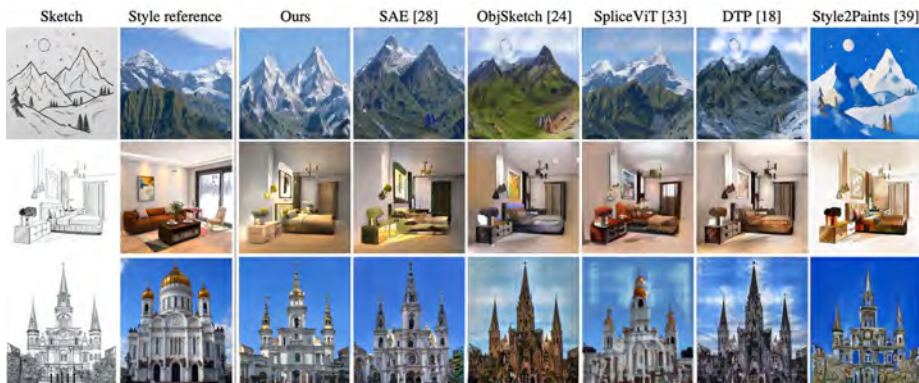 Sketch Style reference Ours SAE [28] ObjSketch [24] SpliceViT [33] DTP [18] Style2Paints [39]